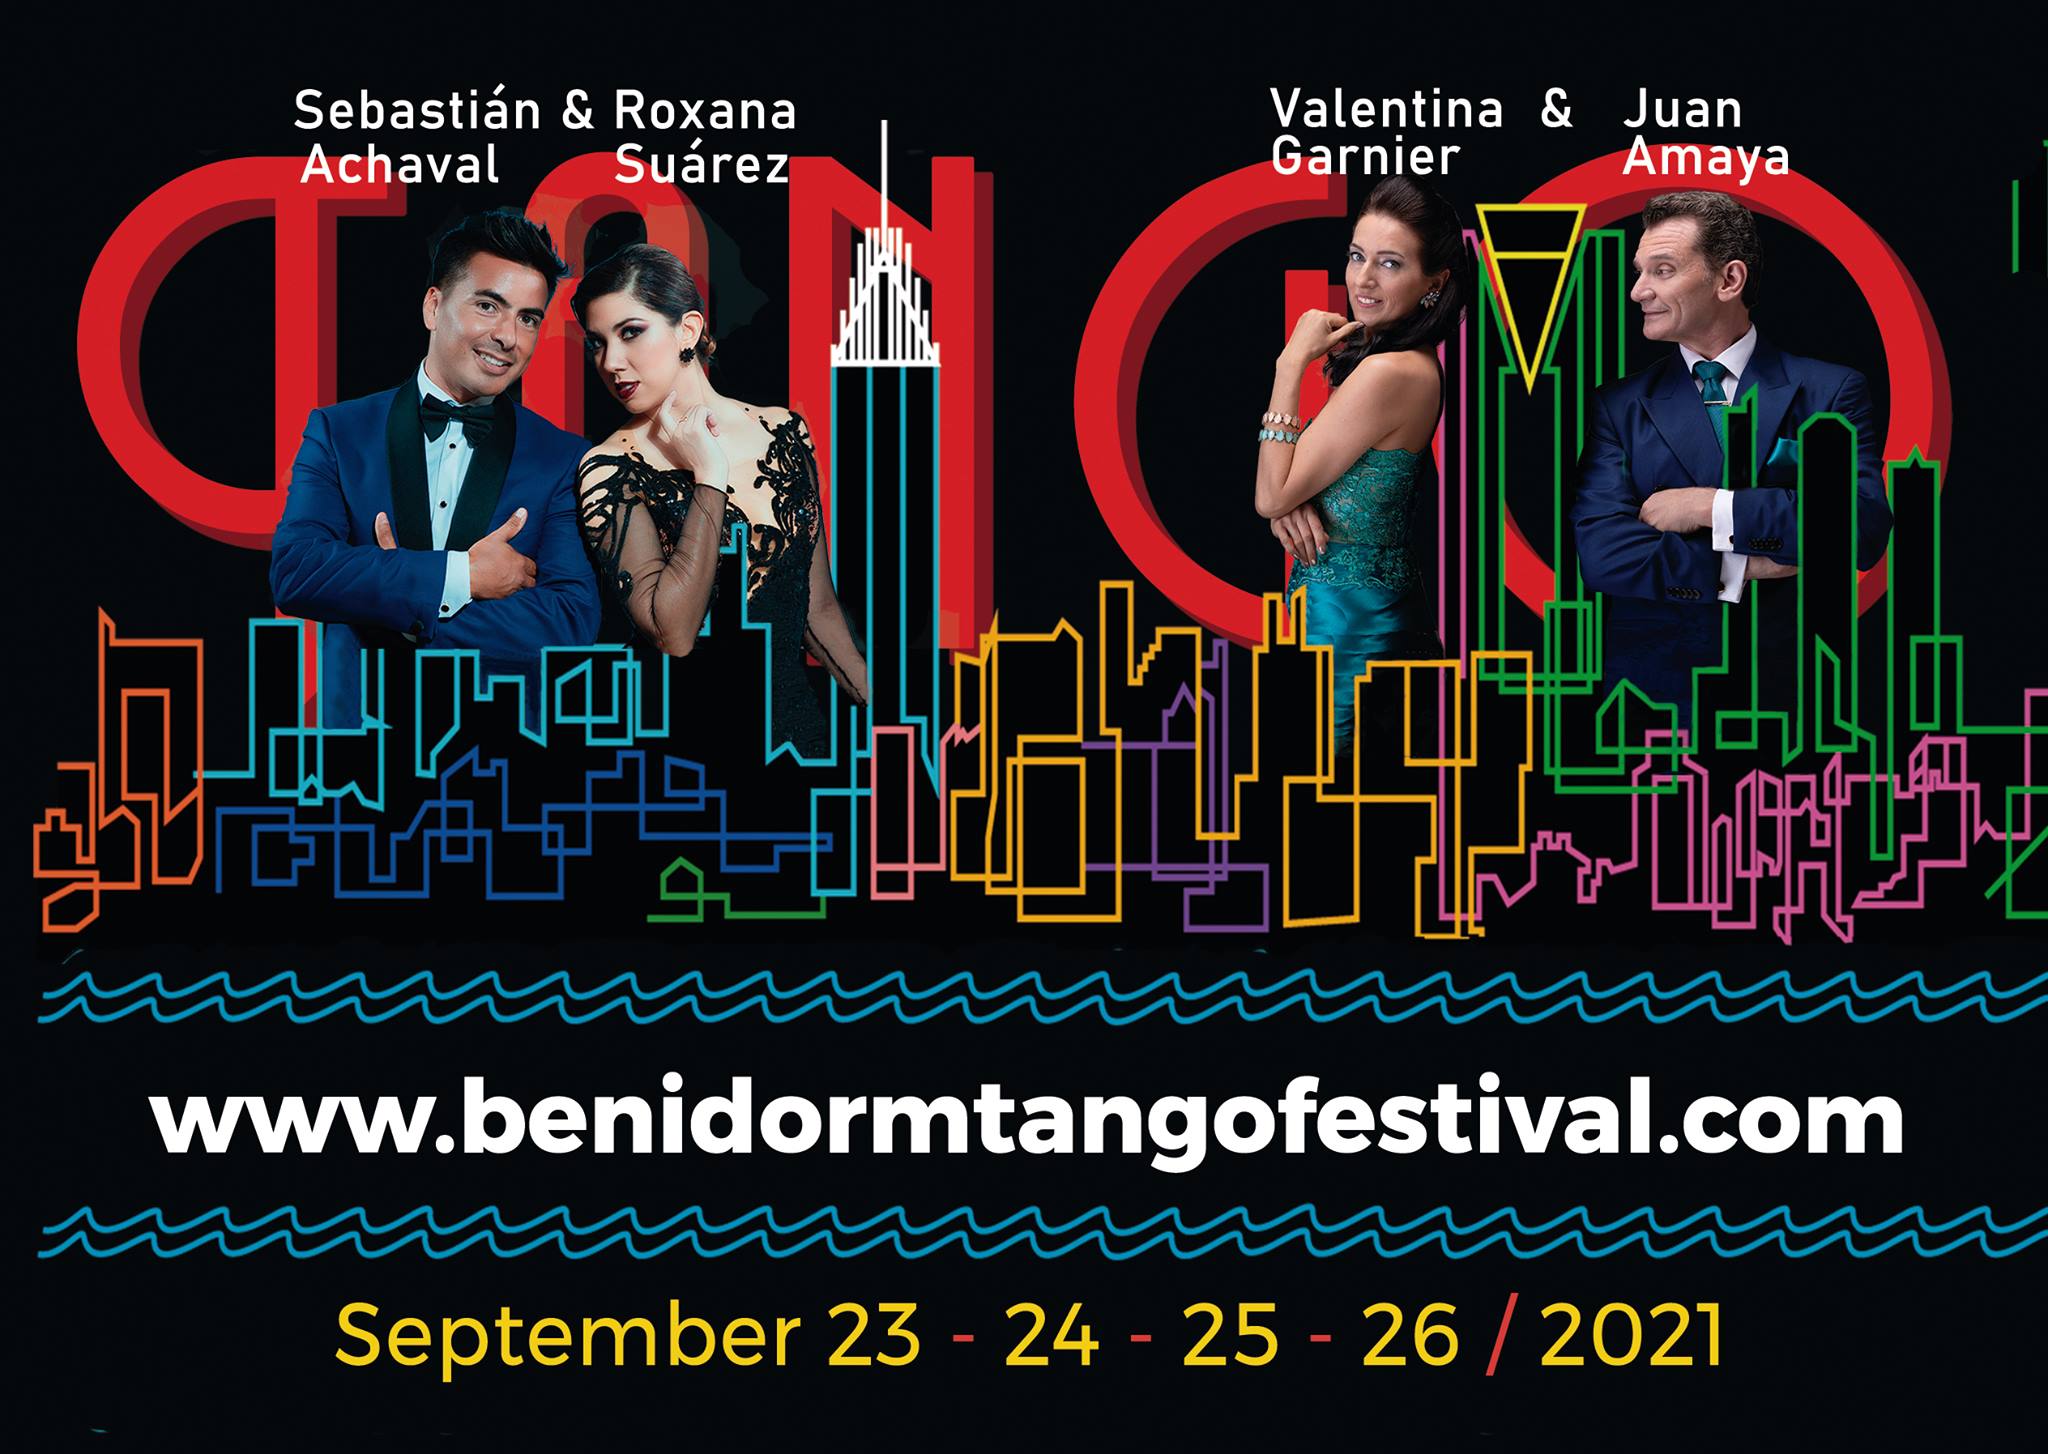 Sebastián & Roxana
Achaval Suárez
Valentina & Juan
Garnier Amaya
TANGO
www.benidormtangofestival.com
September 23 - 24 - 25 - 26 / 2021